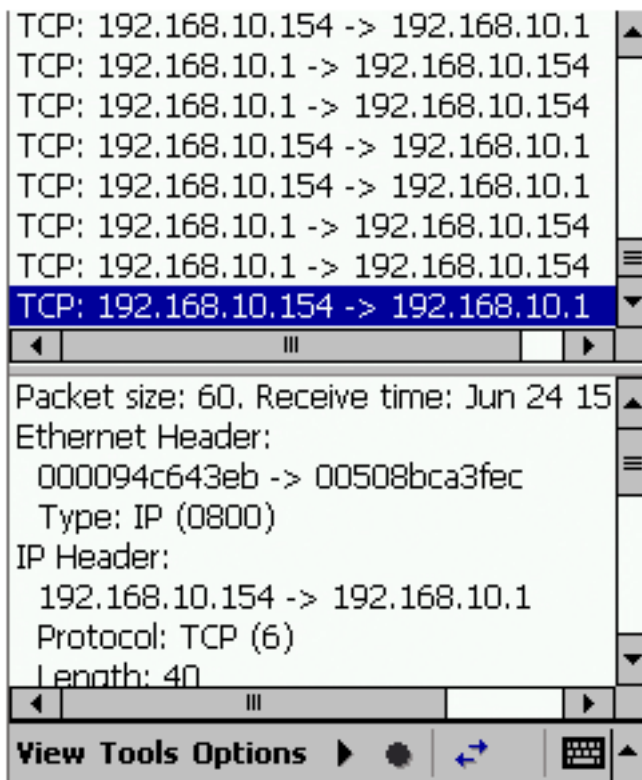 TCP: 192.168.10.154 -> 192.168.10.1
TCP: 192.168.10.1 -> 192.168.10.154
TCP: 192.168.10.1 -> 192.168.10.154
TCP: 192.168.10.154 -> 192.168.10.1
TCP: 192.168.10.154 -> 192.168.10.1
TCP: 192.168.10.1 -> 192.168.10.154
TCP: 192.168.10.1 -> 192.168.10.154
TCP: 192.168.10.154 -> 192.168.10.1
Packet size: 60. Receive time: Jun 24 15
Ethernet Header:
000094c643eb -> 00508bca3fec
Type: IP (0800)
IP Header:
192.168.10.154 -> 192.168.10.1
Protocol: TCP (6)
Length: 40
View Tools Options